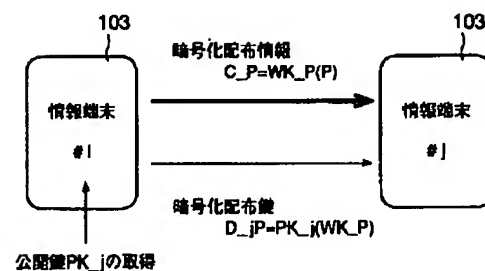 103
103
暗号化配布情報
C_P=WK_P(P)
情報端末
#i
情報端末
#j
暗号化配布鍵
D_jP=PK_j(WK_P)
公開鍵PK_jの取得